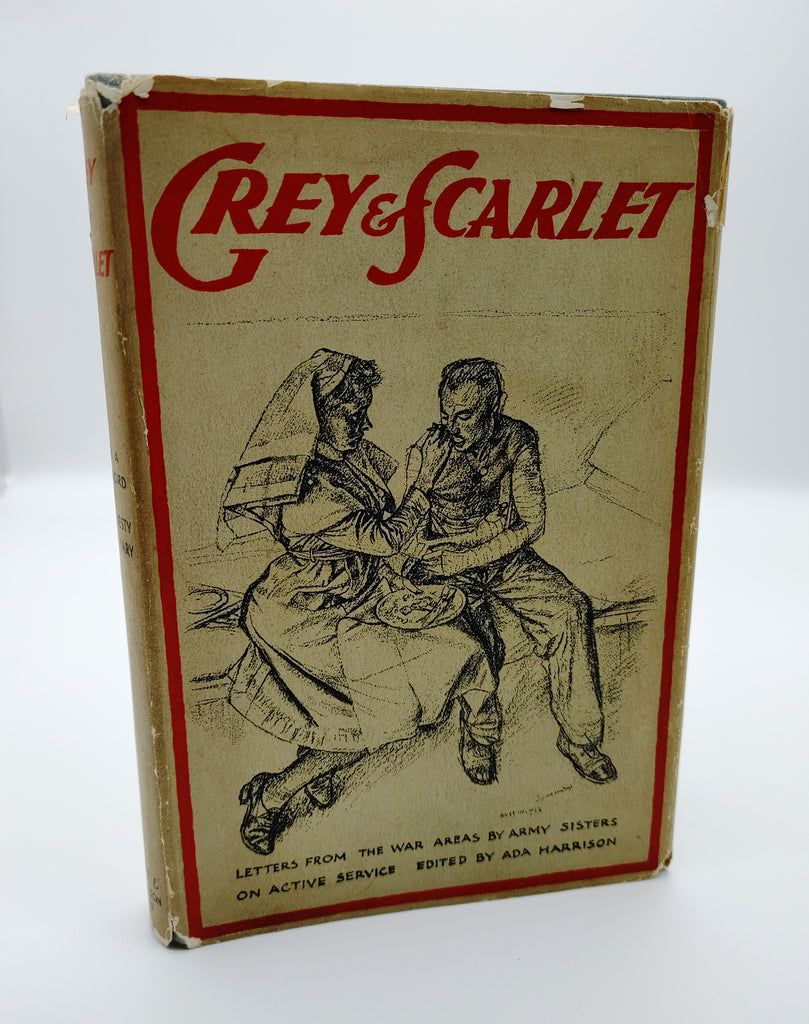 GREY & SCARLET
LETTERS FROM THE WAR AREAS BY ARMY SISTERS
ON ACTIVE SERVICE EDITED BY ADA HARRISON